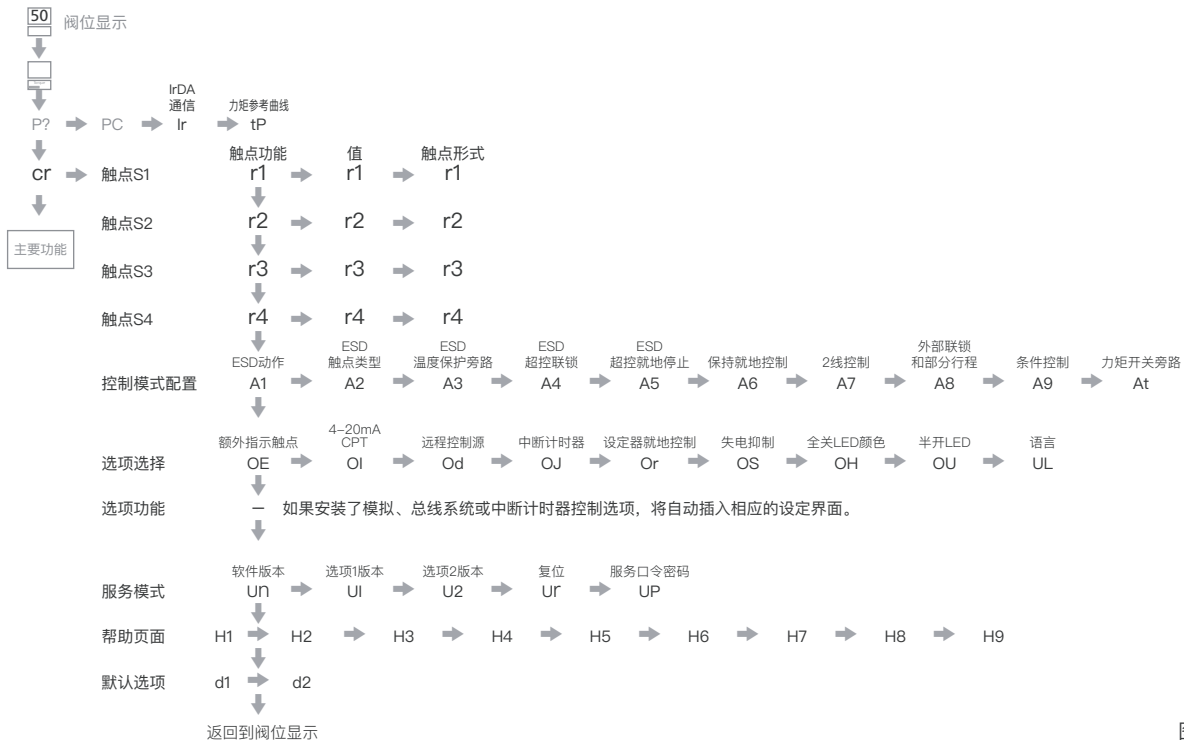 50 阀位显示
IrDA
通信 力矩参考曲线
P? PC Ir tP
触点功能 值 触点形式
cr 触点S1 r1 r1 r1
触点S2 r2 r2 r2
主要功能
触点S3 r3 r3 r3
触点S4 r4 r4 r4
ESD ESD ESD ESD 外部联锁
ESD动作 触点类型 温度保护旁路 超控联锁 超控就地停止 保持就地控制 2线控制 和部分行程 条件控制 力矩开关旁路
控制模式配置 A1 A2 A3 A4 A5 A6 A7 A8 A9 At
4-20mA
额外指示触点 CPT 远程控制源 中断计时器 设定器就地控制 失电抑制 全关LED颜色 半开LED 语言
选项选择 OE OI Od OJ Or OS OH OU UL
选项功能 — 如果安装了模拟、总线系统或中断计时器控制选项，将自动插入相应的设定界面。
软件版本 选项1版本 选项2版本 复位 服务口令密码
服务模式 Un UI U2 Ur UP
帮助页面 H1 H2 H3 H4 H5 H6 H7 H8 H9
默认选项 d1 d2
返回到阀位显示